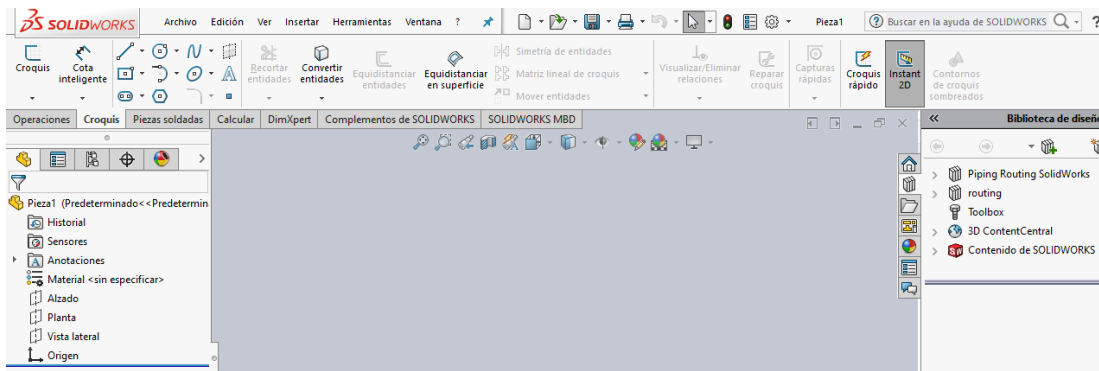 SOLIDWORKS Archivo Edición Ver Insertar Herramientas Ventana ? Pieza1 Buscar en la ayuda de SOLIDWORKS ?
Croquis
Cota inteligente
Recortar entidades
Convertir entidades
Equidistanciar entidades
Equidistanciar en superficie
Simetría de entidades
Matriz lineal de croquis
Mover entidades
Visualizar/Eliminar relaciones
Reparar croquis
Capturas rápidas
Croquis rápido
Instant 2D
Contornos de croquis sombreados
Operaciones Croquis Piezas soldadas Calcular DimXpert Complementos de SOLIDWORKS SOLIDWORKS MBD
Pieza1 (Predeterminado<<Predetermin
Historial
Sensores
Anotaciones
Material <sin especificar>
Alzado
Planta
Vista lateral
Origen
Biblioteca de diseñ
Piping Routing SolidWorks
routing
Toolbox
3D ContentCentral
Contenido de SOLIDWORKS